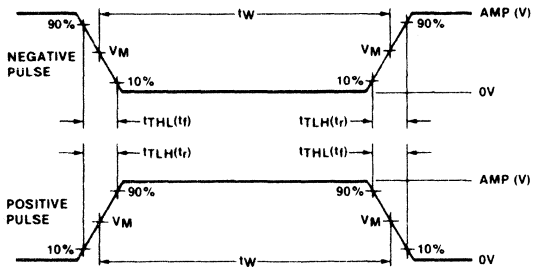 tW
90% 90% AMP (V)
NEGATIVE PULSE
VM VM
10% 10%
0V
tTHL(tf) tTLH(tr)
tTLH(tr) tTHL(tf)
AMP (V)
90% 90%
POSITIVE PULSE
VM VM
10% 10%
tW
0V